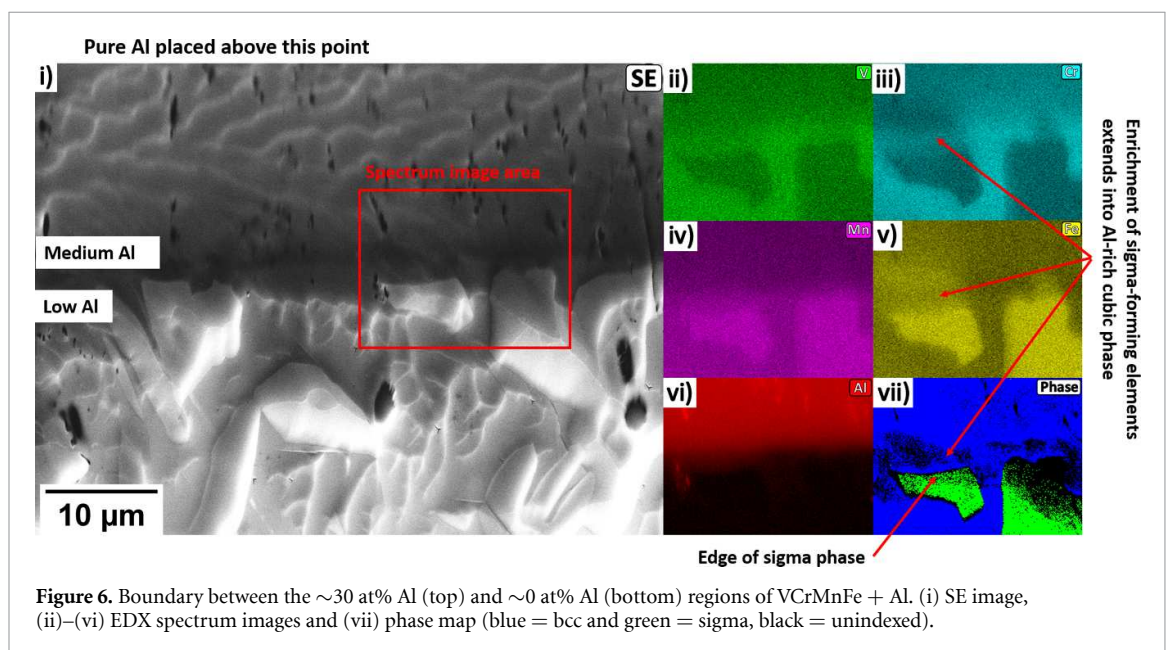 Pure Al placed above this point
i)
SE
ii)
V
iii)
Cr
Spectrum image area
Medium Al
Low Al
iv)
Mn
v)
Fe
vi)
Al
vii)
Phase
10 μm
Enrichment of sigma-forming elements
extends into Al-rich cubic phase
Edge of sigma phase
Figure 6. Boundary between the ∼30 at% Al (top) and ∼0 at% Al (bottom) regions of VCrMnFe + Al. (i) SE image,
(ii)–(vi) EDX spectrum images and (vii) phase map (blue = bcc and green = sigma, black = unindexed).